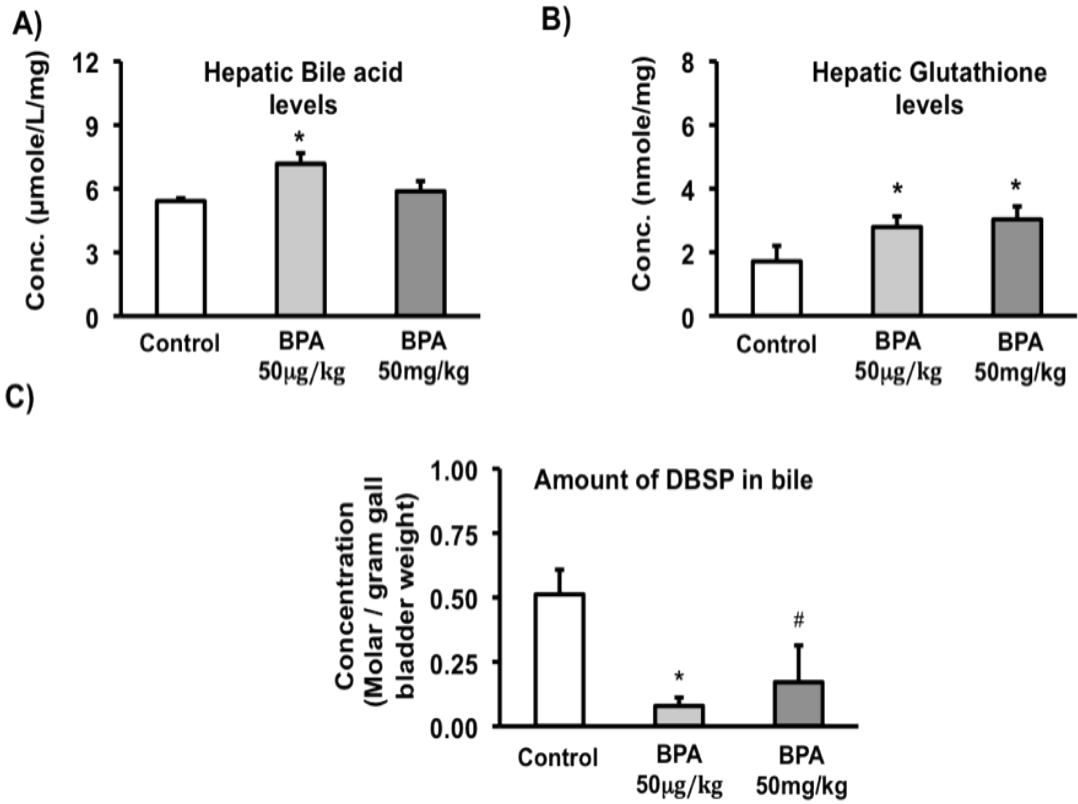 A)
Hepatic Bile acid
levels
Conc. (µmole/L/mg)
12
9
6
3
0
*
Control
BPA
50µg/kg
BPA
50mg/kg
B)
Hepatic Glutathione
levels
Conc. (nmole/mg)
8
6
4
2
0
*
*
Control
BPA
50µg/kg
BPA
50mg/kg
C)
Amount of DBSP in bile
Concentration
(Molar / gram gall
bladder weight)
1.00
0.75
0.50
0.25
0.00
*
#
Control
BPA
50µg/kg
BPA
50mg/kg